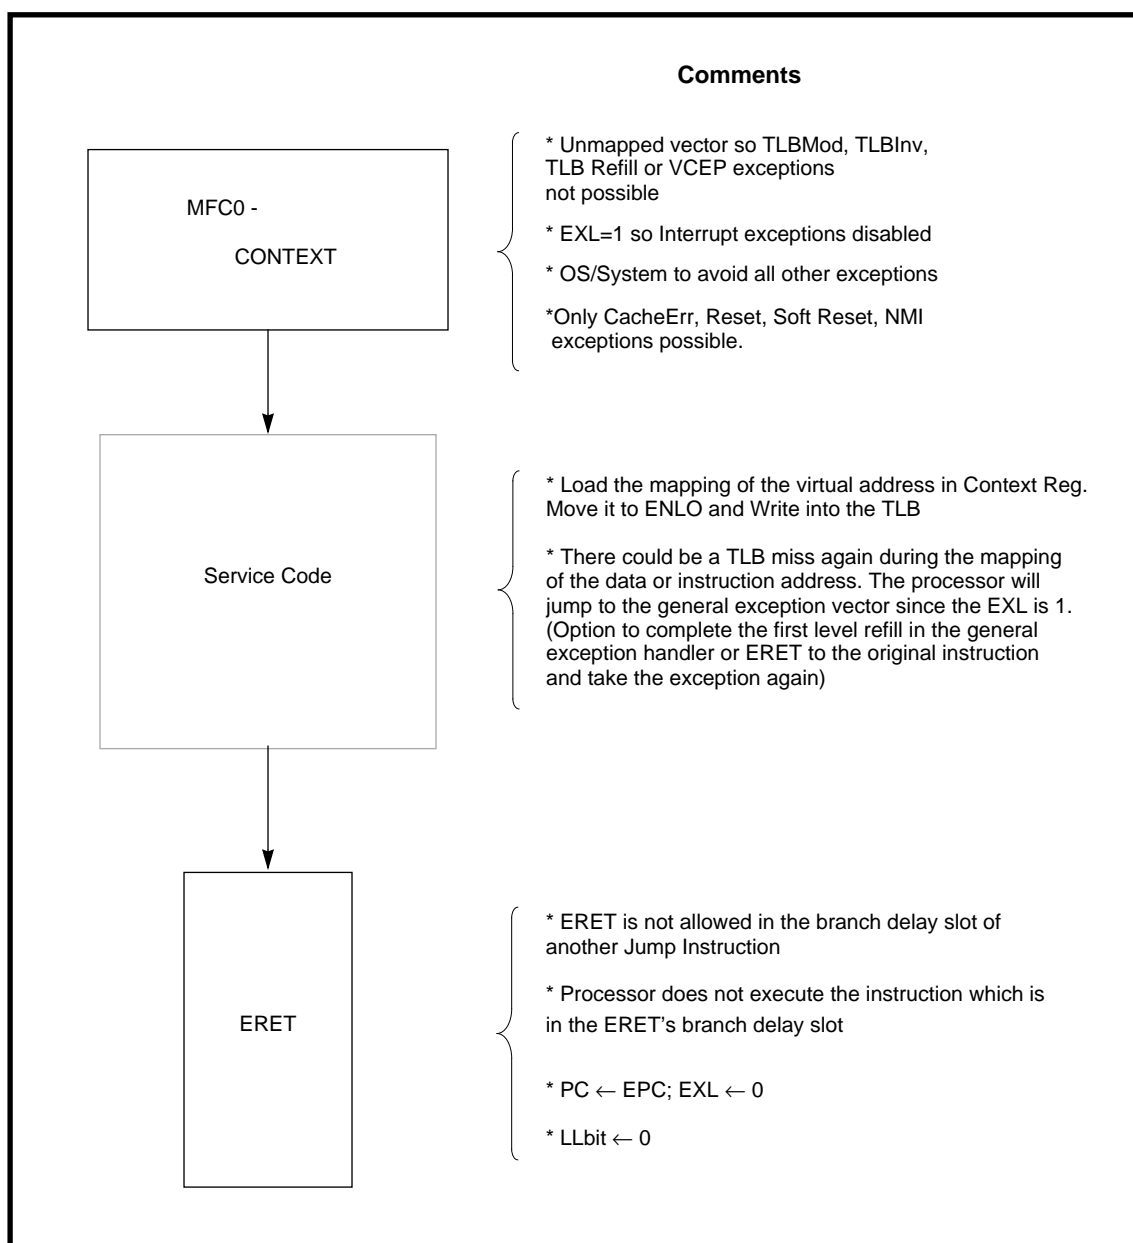 Comments
MFC0 -
CONTEXT
* Unmapped vector so TLBMod, TLBInv,
TLB Refill or VCEP exceptions
not possible
* EXL=1 so Interrupt exceptions disabled
* OS/System to avoid all other exceptions
*Only CacheErr, Reset, Soft Reset, NMI
exceptions possible.
Service Code
* Load the mapping of the virtual address in Context Reg.
Move it to ENLO and Write into the TLB
* There could be a TLB miss again during the mapping
of the data or instruction address. The processor will
jump to the general exception vector since the EXL is 1.
(Option to complete the first level refill in the general
exception handler or ERET to the original instruction
and take the exception again)
ERET
* ERET is not allowed in the branch delay slot of
another Jump Instruction
* Processor does not execute the instruction which is
in the ERET’s branch delay slot
* PC ← EPC; EXL ← 0
* LLbit ← 0